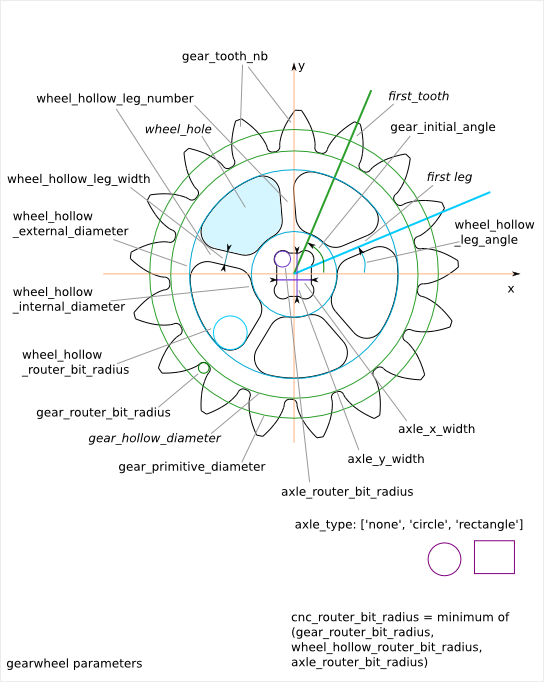 gear_tooth_nb
y
wheel_hollow_leg_number
first_tooth
wheel_hole
gear_initial_angle
wheel_hollow_leg_width
first leg
wheel_hollow
_external_diameter
wheel_hollow
_leg_angle
x
wheel_hollow
_internal_diameter
wheel_hollow
_router_bit_radius
gear_router_bit_radius
gear_hollow_diameter
axle_x_width
gear_primitive_diameter
axle_y_width
axle_router_bit_radius
axle_type: ['none', 'circle', 'rectangle']
cnc_router_bit_radius = minimum of
(gear_router_bit_radius,
wheel_hollow_router_bit_radius,
axle_router_bit_radius)
gearwheel parameters